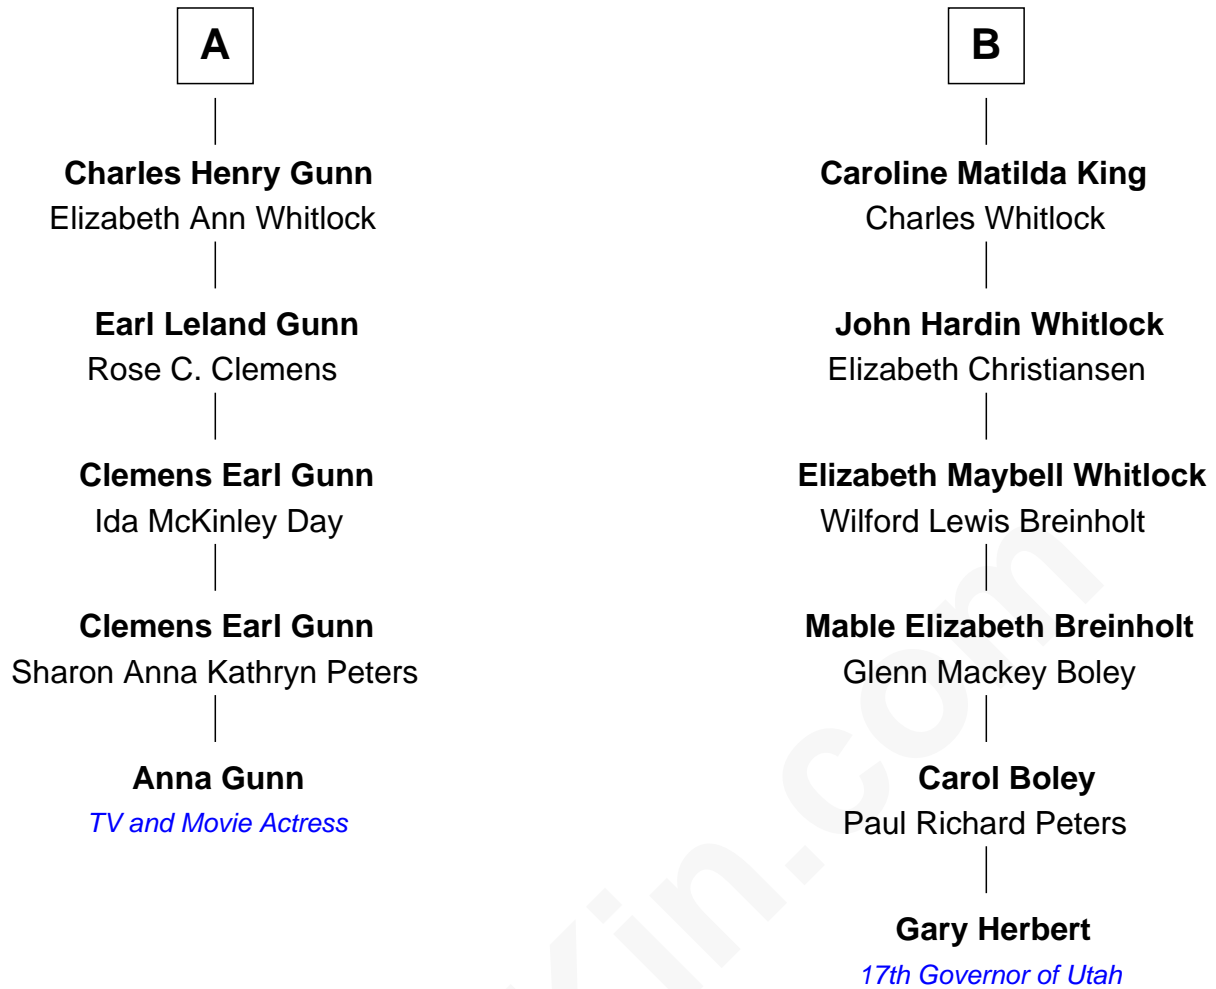 A
Charles Henry Gunn
Elizabeth Ann Whitlock
Earl Leland Gunn
Rose C. Clemens
Clemens Earl Gunn
Ida McKinley Day
Clemens Earl Gunn
Sharon Anna Kathryn Peters
Anna Gunn
TV and Movie Actress
B
Caroline Matilda King
Charles Whitlock
John Hardin Whitlock
Elizabeth Christiansen
Elizabeth Maybell Whitlock
Wilford Lewis Breinholt
Mable Elizabeth Breinholt
Glenn Mackey Boley
Carol Boley
Paul Richard Peters
Gary Herbert
17th Governor of Utah
Kin.com